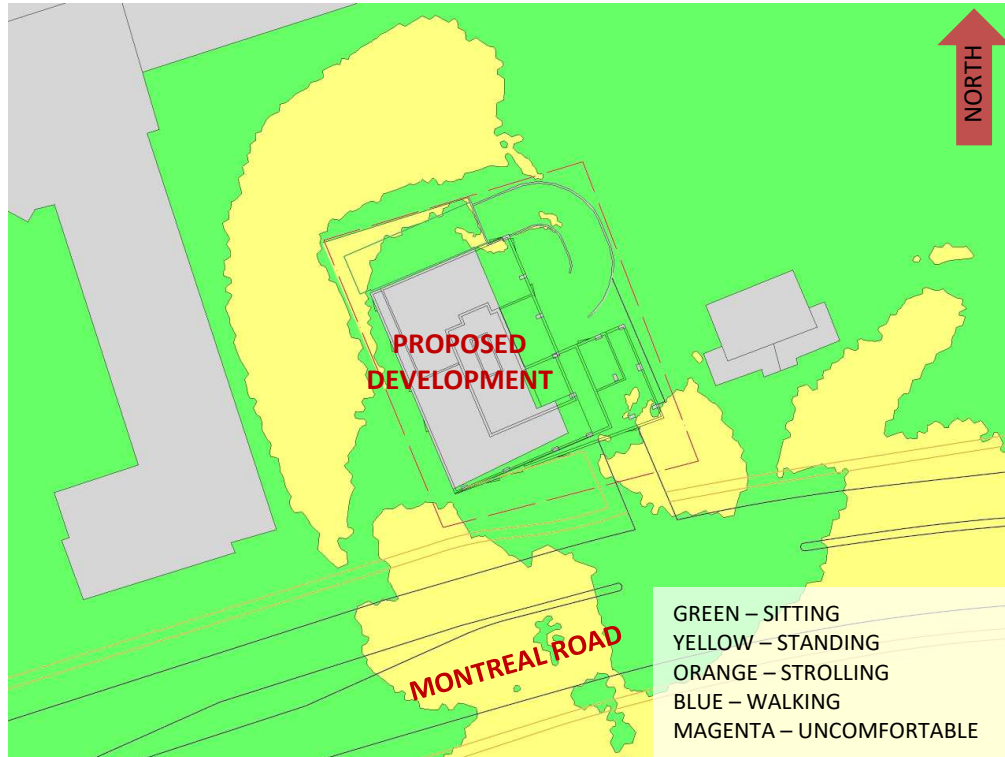 NORTH
PROPOSED
DEVELOPMENT
MONTREAL ROAD
GREEN – SITTING
YELLOW – STANDING
ORANGE – STROLLING
BLUE – WALKING
MAGENTA – UNCOMFORTABLE